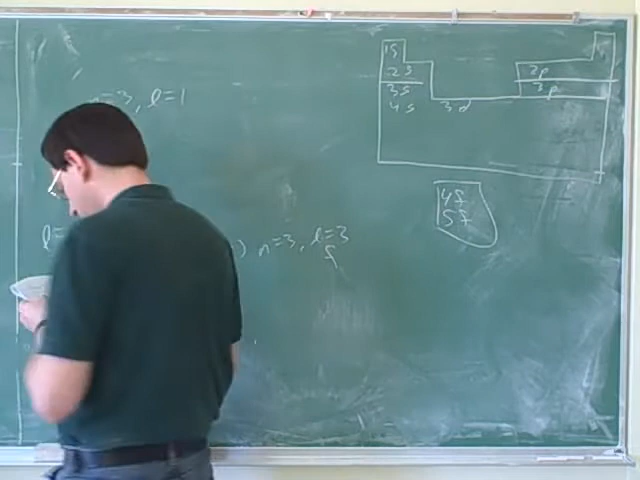 1s
2s
2p
3s
3p
4s
3d
n=3, l=1
4f
5f
l=
) n=3, l=3
f